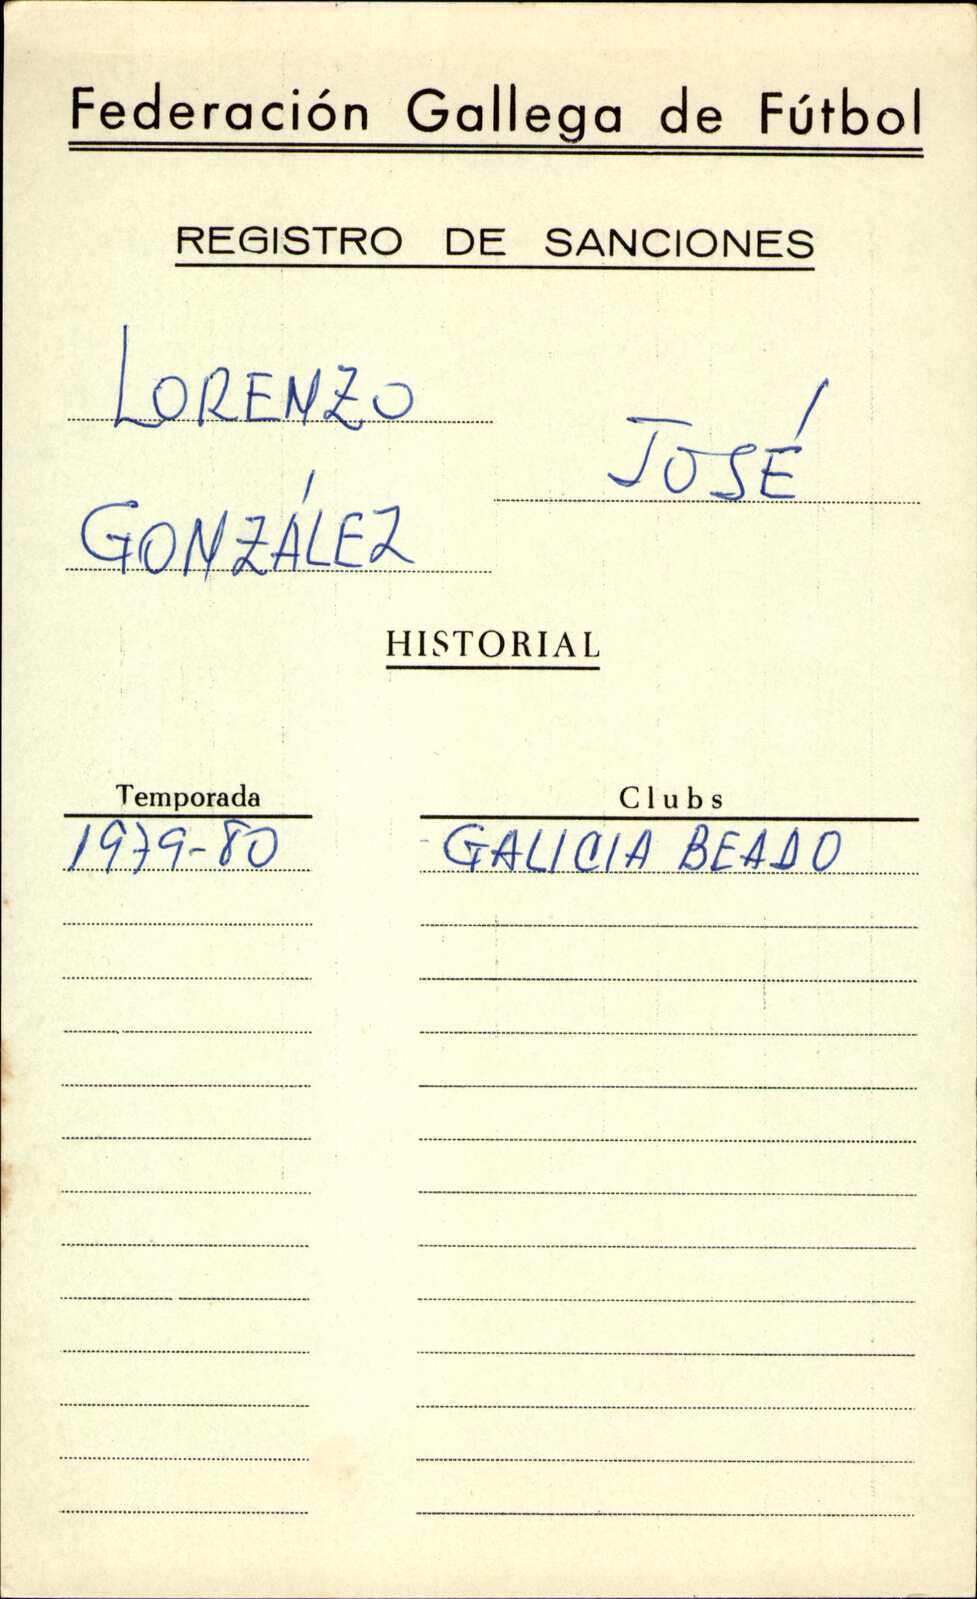 Federación Gallega de Fútbol
REGISTRO DE SANCIONES
LORENZO
JOSÉ
GONZÁLEZ
HISTORIAL
Temporada Clubs
1979-80 GALICIA BEADO